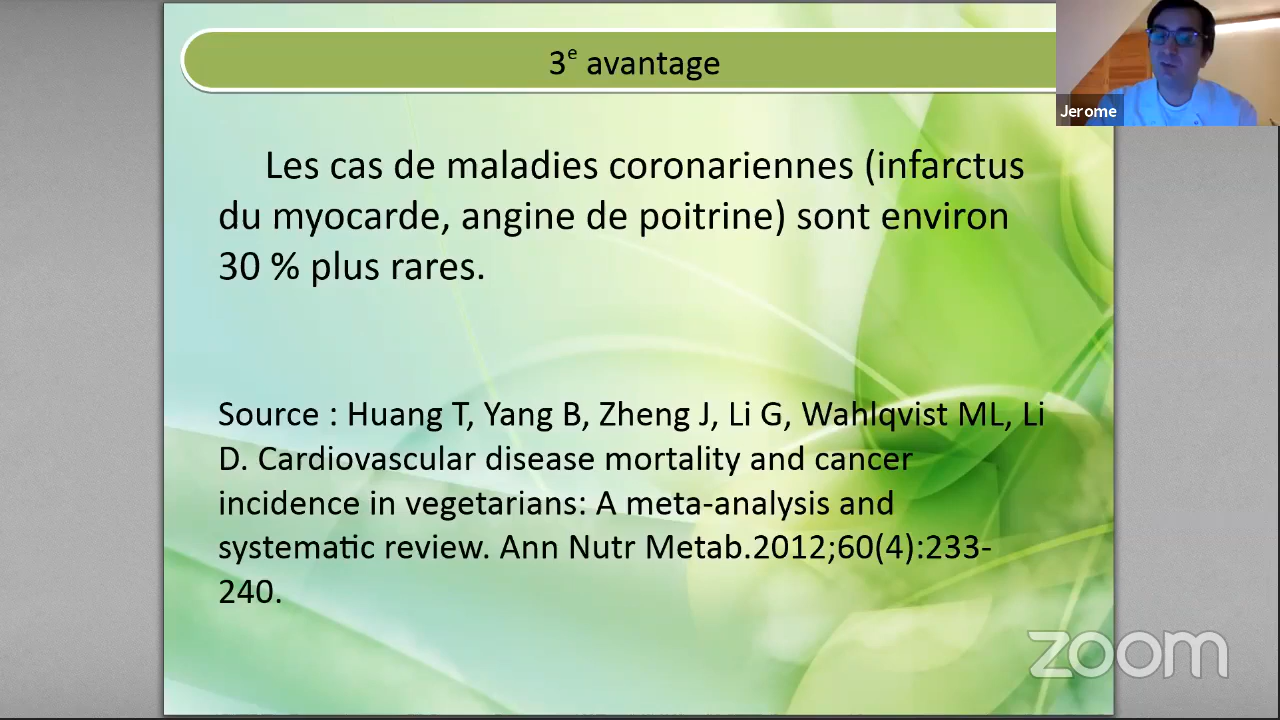 3e avantage
Jerome
Les cas de maladies coronariennes (infarctus
du myocarde, angine de poitrine) sont environ
30 % plus rares.
Source : Huang T, Yang B, Zheng J, Li G, Wahlqvist ML, Li
D. Cardiovascular disease mortality and cancer
incidence in vegetarians: A meta-analysis and
systematic review. Ann Nutr Metab.2012;60(4):233-
240.
zoom